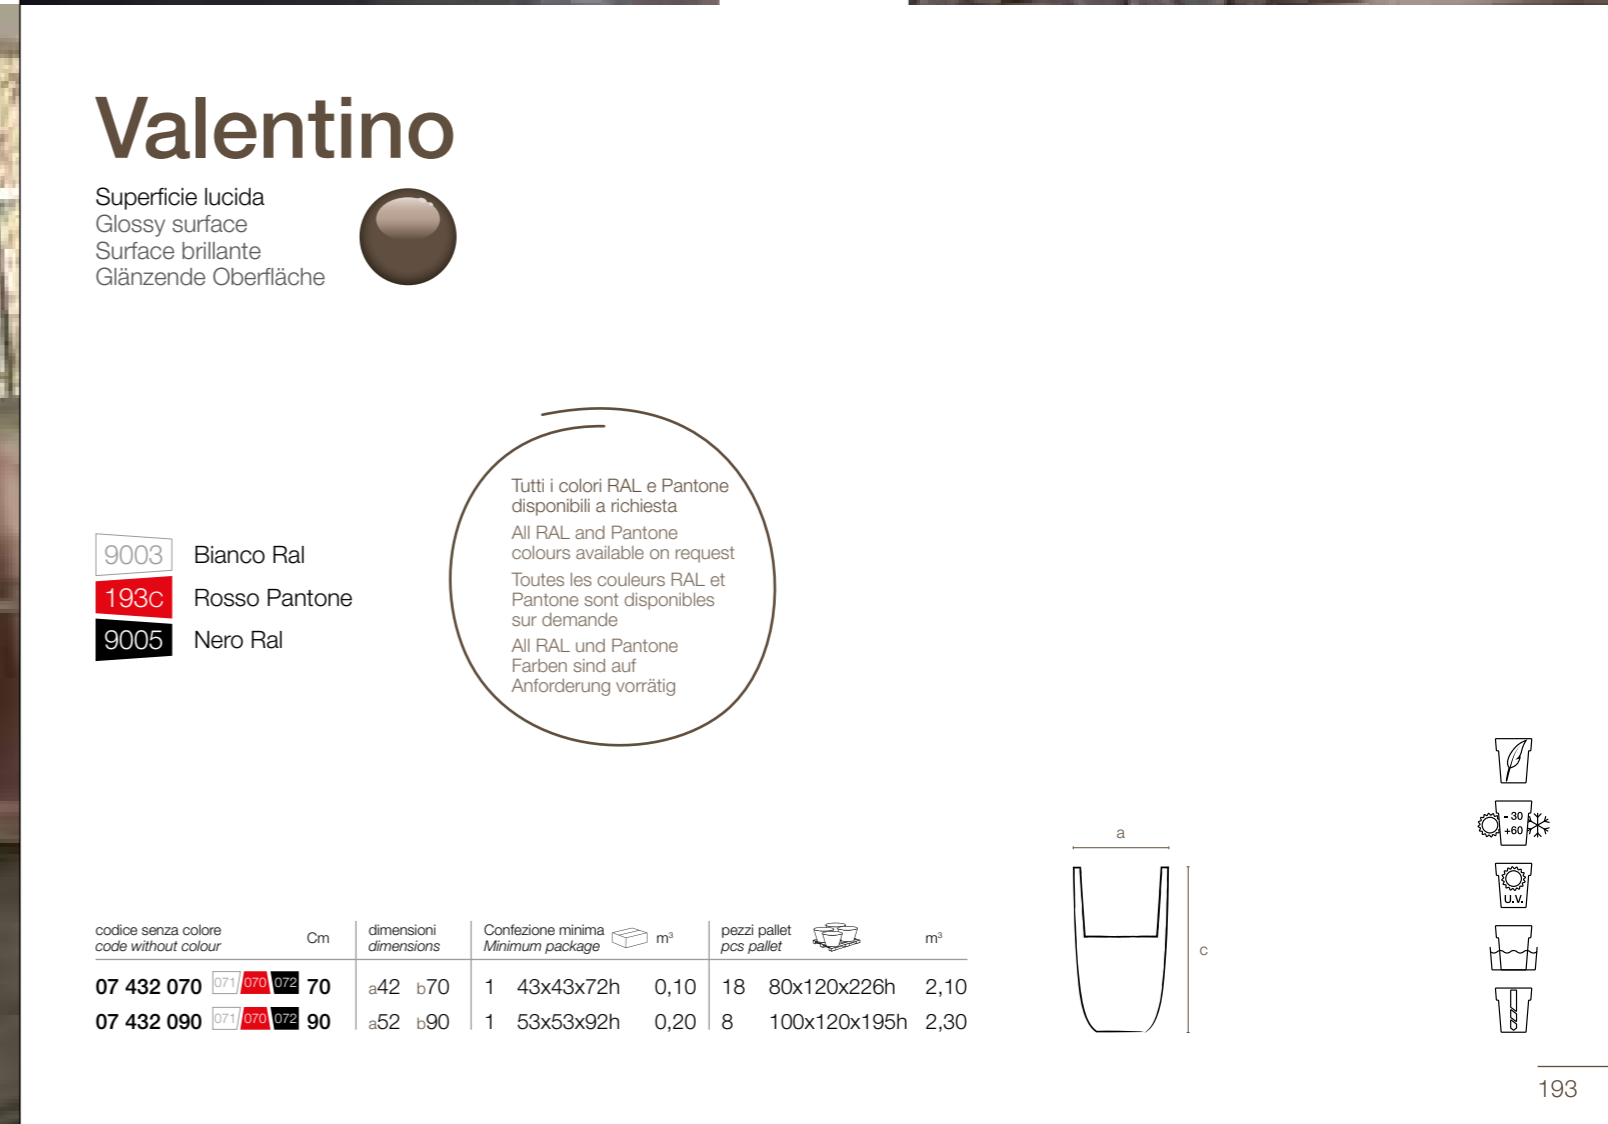 Valentino
Superficie lucida
Glossy surface
Surface brillante
Glänzende Oberfläche
Tutti i colori RAL e Pantone
disponibili a richiesta
All RAL and Pantone
colours available on request
Toutes les couleurs RAL et
Pantone sont disponibles
sur demande
All RAL und Pantone
Farben sind auf
Anforderung vorrätig
9003 Bianco Ral
193C Rosso Pantone
9005 Nero Ral
- 30
+60
U.V.
a
c
codice senza colore
code without colour
Cm
dimensioni
dimensions
Confezione minima
Minimum package
m³
pezzi pallet
pcs pallet
m³
07 432 070 071 070 072 70 a42 b70 1 43x43x72h 0,10 18 80x120x226h 2,10
07 432 090 071 070 072 90 a52 b90 1 53x53x92h 0,20 8 100x120x195h 2,30
193